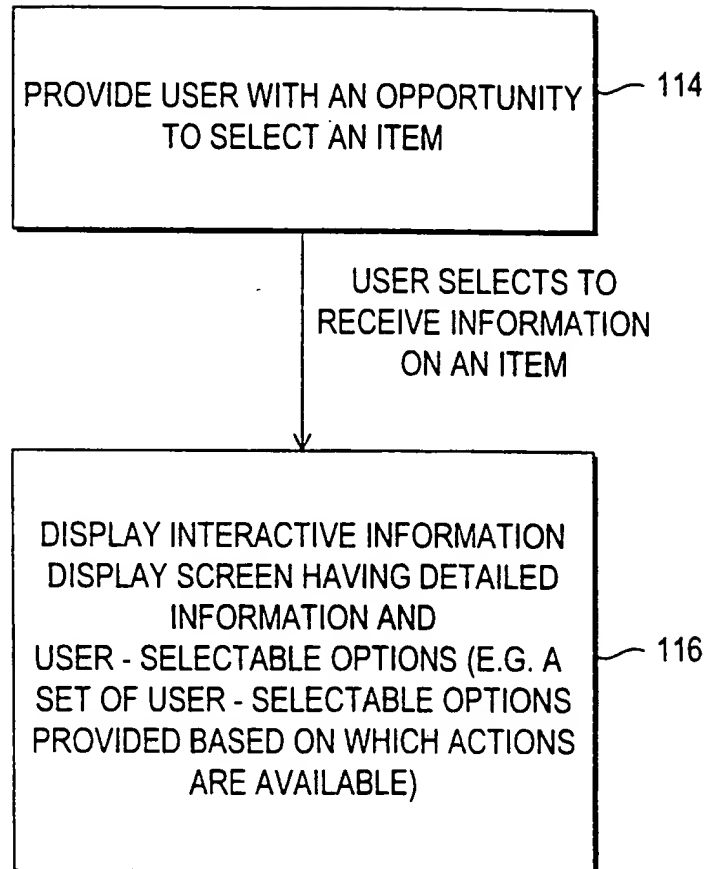 PROVIDE USER WITH AN OPPORTUNITY
TO SELECT AN ITEM
114
USER SELECTS TO
RECEIVE INFORMATION
ON AN ITEM
DISPLAY INTERACTIVE INFORMATION
DISPLAY SCREEN HAVING DETAILED
INFORMATION AND
USER - SELECTABLE OPTIONS (E.G. A
SET OF USER - SELECTABLE OPTIONS
PROVIDED BASED ON WHICH ACTIONS
ARE AVAILABLE)
116